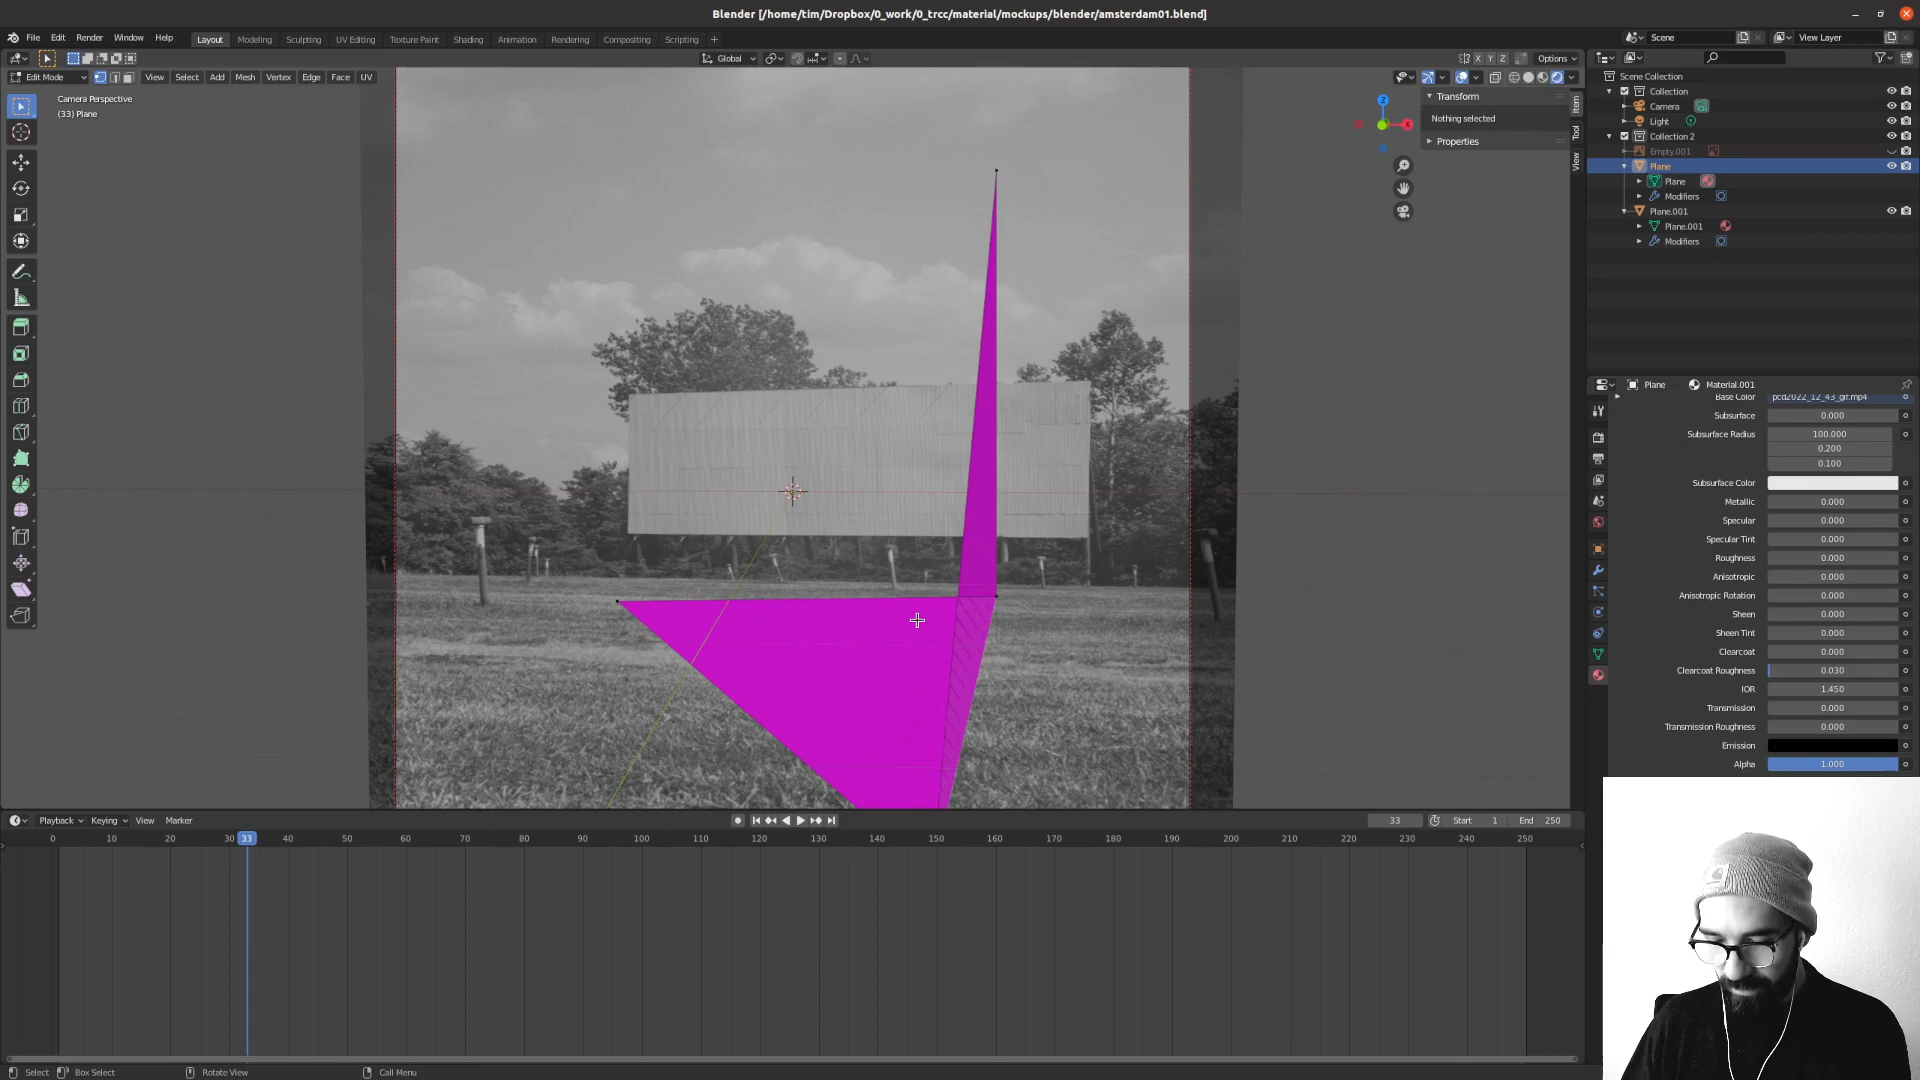 Blender [/home/tim/Dropbox/0_work/0_trcc/material/mockups/blender/amsterdam01.blend]
File Edit Render Window Help Layout Modeling Sculpting UV Editing Texture Paint Shading Animation Rendering Compositing Scripting + Scene View Layer
Global X Y Z Options
Edit Mode View Select Add Mesh Vertex Edge Face UV
Camera Perspective
(33) Plane
Z
X
Transform
Nothing selected
Properties
Item
Tool
View
Scene Collection
Collection
Camera
Light
Collection 2
Empty.001
Plane
Plane
Modifiers
Plane.001
Plane.001
Modifiers
Plane Material.001
Base Color pcd2022_12_43_gif.mp4
Subsurface 0.000
Subsurface Radius 100.000
0.200
0.100
Subsurface Color
Metallic 0.000
Specular 0.000
Specular Tint 0.000
Roughness 0.000
Anisotropic 0.000
Anisotropic Rotation 0.000
Sheen 0.000
Sheen Tint 0.000
Clearcoat 0.000
Clearcoat Roughness 0.030
IOR 1.450
Transmission 0.000
Transmission Roughness 0.000
Emission
Alpha 1.000
Playback Keying View Marker 33 Start 1 End 250
0 10 20 30 33 40 50 60 70 80 90 100 110 120 130 140 150 160 170 180 190 200 210 220 230 240 250
Select Box Select Rotate View Call Menu